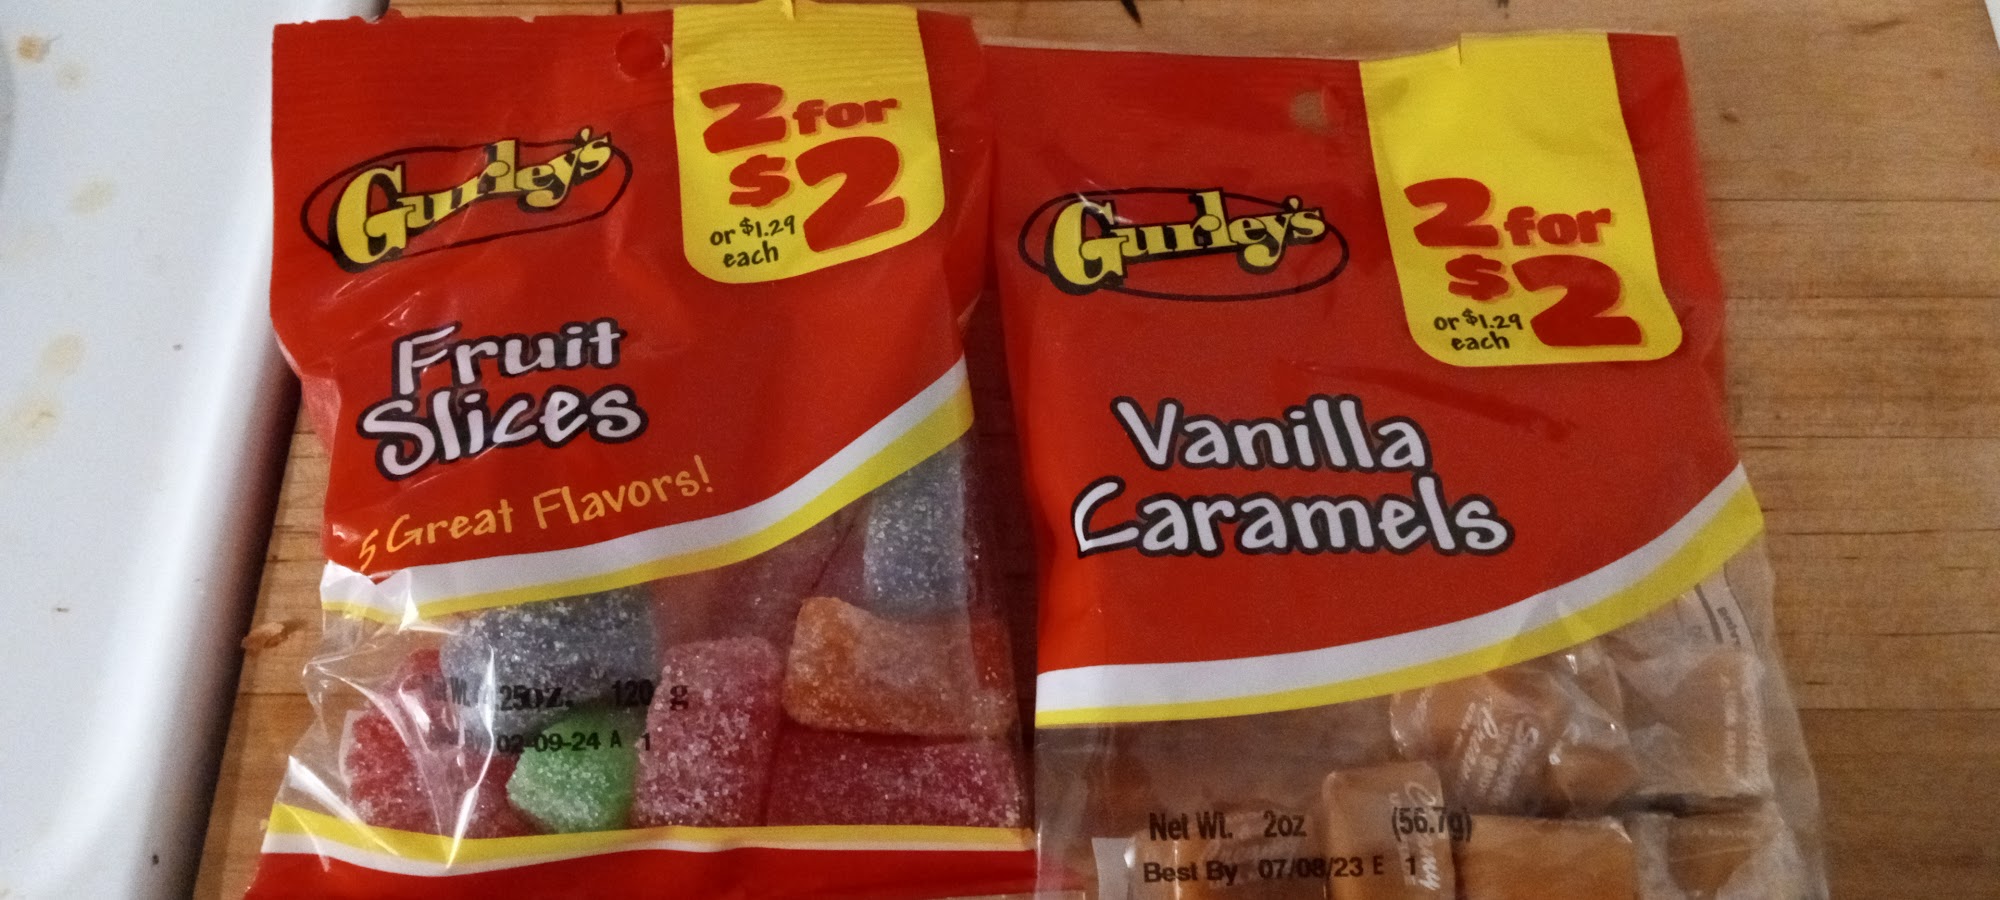 Gurley's
2 for
$2
or $1.29
each
Fruit
Slices
5 Great Flavors!
.25OZ. 120 g
By 02-09-24 A 1
Gurley's
2 for
$2
or $1.29
each
Vanilla
Caramels
Net Wt. 2oz (56.7g)
Best By 07/08/23 E 1